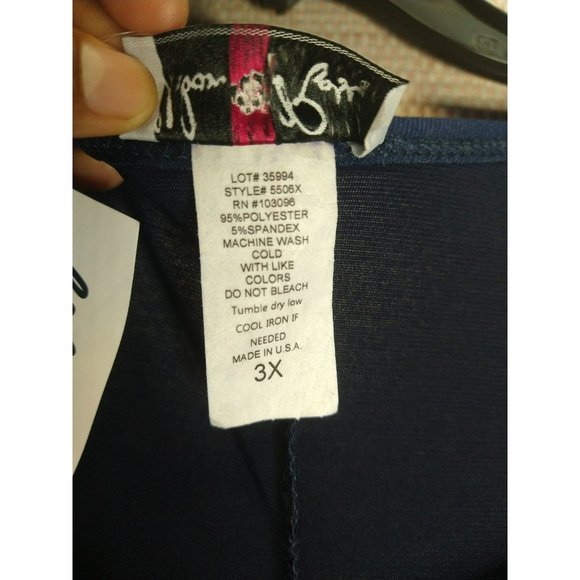 LOT# 35994
STYLE# 5506X
RN #103096
95%POLYESTER
5%SPANDEX
MACHINE WASH
COLD
WITH LIKE
COLORS
DO NOT BLEACH
Tumble dry low
COOL IRON IF
NEEDED
MADE IN U.S.A.
3X